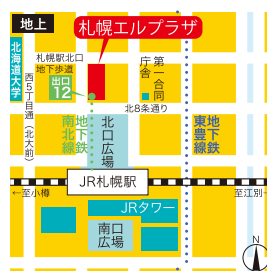 地上
札幌エルプラザ
北海道大学
札幌駅北口
地下歩道
出口
12
第一合同
庁舎
西5丁目通(北大前)
北8条通り
地下鉄
南北線
北口広場
地下鉄
東豊線
JR札幌駅
←至小樽
至江別→
JRタワー
南口
広場
N